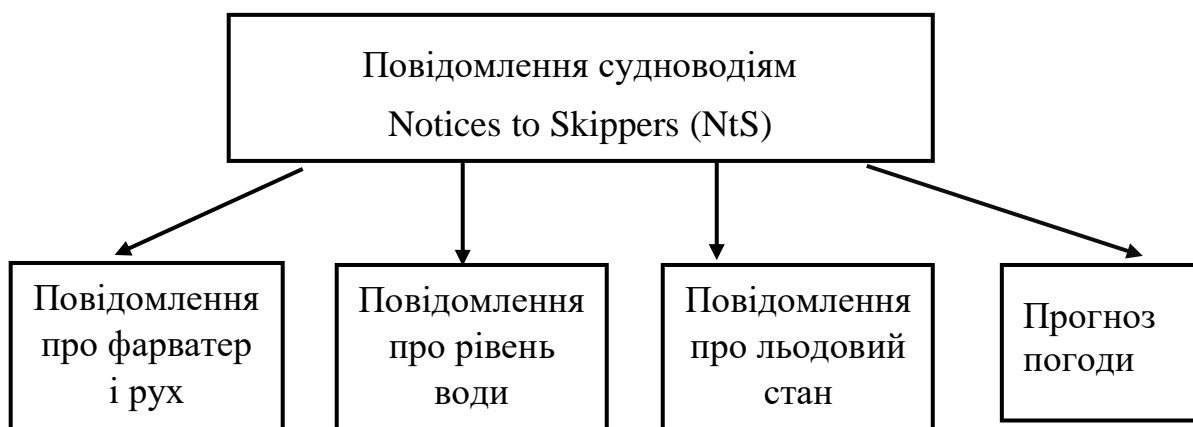 Повідомлення судноводіям
Notices to Skippers (NtS)
Повідомлення
про фарватер
і рух
Повідомлення
про рівень
води
Повідомлення
про льодовий
стан
Прогноз
погоди